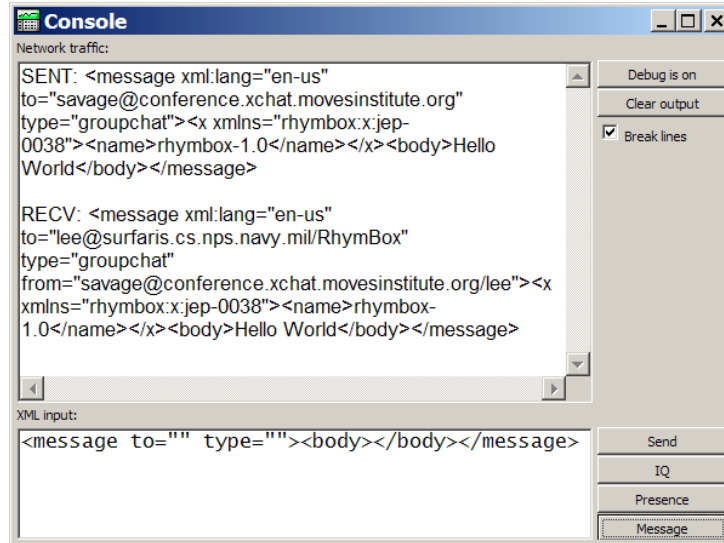 Console
Network traffic:
SENT: <message xml:lang="en-us"
to="savage@conference.xchat.movesinstitute.org"
type="groupchat"><x xmlns="rhymbox:x:jep-
0038"><name>rhymbox-1.0</name></x><body>Hello
World</body></message>
RECV: <message xml:lang="en-us"
to="lee@surfaris.cs.nps.navy.mil/RhymBox"
type="groupchat"
from="savage@conference.xchat.movesinstitute.org/lee"><x
xmlns="rhymbox:x:jep-0038"><name>rhymbox-
1.0</name></x><body>Hello World</body></message>
Debug is on
Clear output
Break lines
XML input:
<message to="" type=""><body></body></message>
Send
IQ
Presence
Message